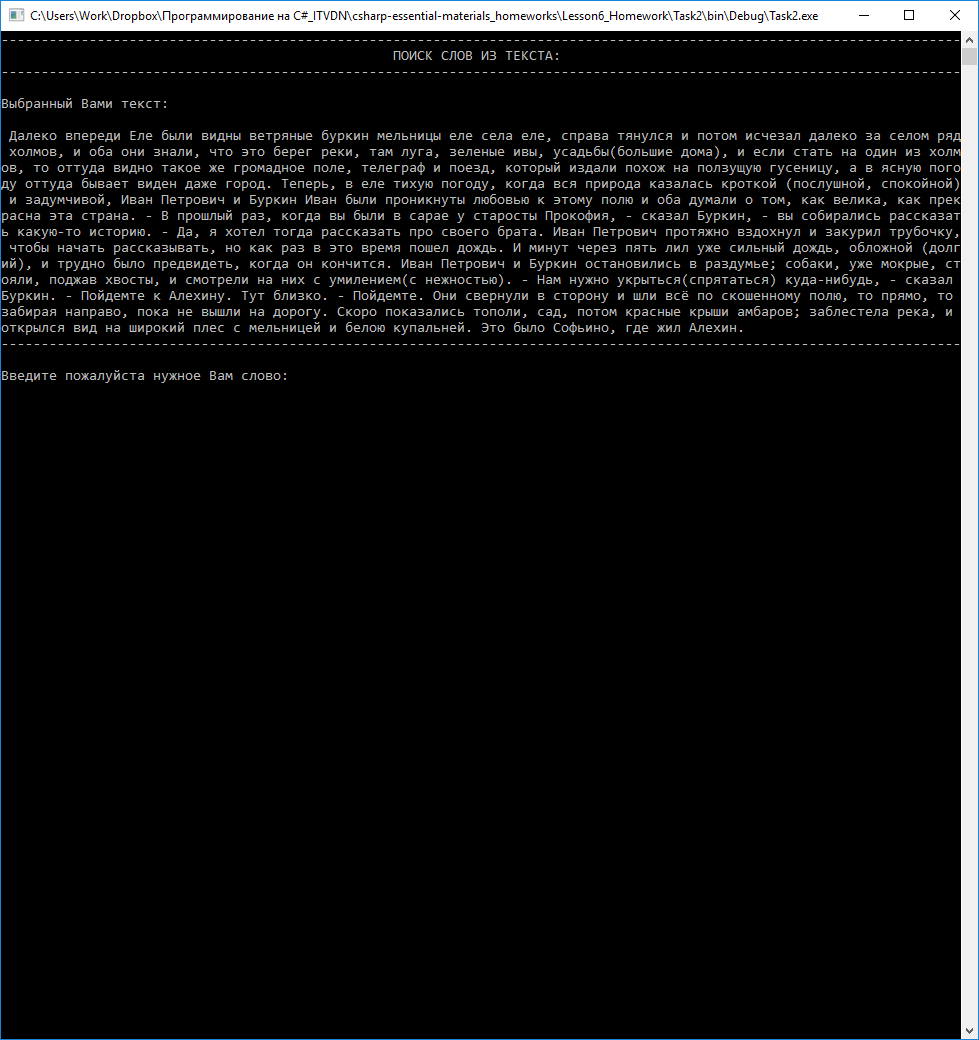 C:\Users\Work\Dropbox\Программирование на C#_ITVDN\csharp-essential-materials_homeworks\Lesson6_Homework\Task2\bin\Debug\Task2.exe
------------------------------------------------------------------------------------------------------------------------
ПОИСК СЛОВ ИЗ ТЕКСТА:
------------------------------------------------------------------------------------------------------------------------
Выбранный Вами текст:
Далеко впереди Еле были видны ветряные буркин мельницы еле села еле, справа тянулся и потом исчезал далеко за селом ряд
холмов, и оба они знали, что это берег реки, там луга, зеленые ивы, усадьбы(большие дома), и если стать на один из холм
ов, то оттуда видно такое же громадное поле, телеграф и поезд, который издали похож на ползущую гусеницу, а в ясную пого
ду оттуда бывает виден даже город. Теперь, в еле тихую погоду, когда вся природа казалась кроткой (послушной, спокойной)
и задумчивой, Иван Петрович и Буркин Иван были проникнуты любовью к этому полю и оба думали о том, как велика, как прек
расна эта страна. - В прошлый раз, когда вы были в сарае у старосты Прокофия, - сказал Буркин, - вы собирались рассказат
ь какую-то историю. - Да, я хотел тогда рассказать про своего брата. Иван Петрович протяжно вздохнул и закурил трубочку,
чтобы начать рассказывать, но как раз в это время пошел дождь. И минут через пять лил уже сильный дождь, обложной (долг
ий), и трудно было предвидеть, когда он кончится. Иван Петрович и Буркин остановились в раздумье; собаки, уже мокрые, ст
ояли, поджав хвосты, и смотрели на них с умилением(с нежностью). - Нам нужно укрыться(спрятаться) куда-нибудь, - сказал
Буркин. - Пойдемте к Алехину. Тут близко. - Пойдемте. Они свернули в сторону и шли всё по скошенному полю, то прямо, то
забирая направо, пока не вышли на дорогу. Скоро показались тополи, сад, потом красные крыши амбаров; заблестела река, и
открылся вид на широкий плес с мельницей и белою купальней. Это было Софьино, где жил Алехин.
------------------------------------------------------------------------------------------------------------------------
Введите пожалуйста нужное Вам слово: